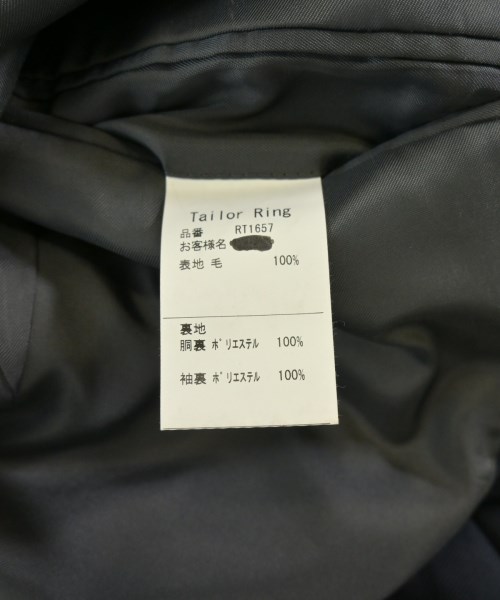 Tailor Ring
品番 RT1657
お客様名
表地 毛 100%
裏地
胴裏 ポリエステル 100%
袖裏 ポリエステル 100%